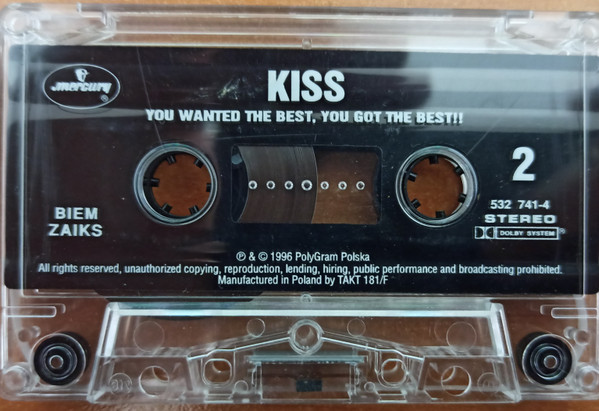 mercury
®
KISS
YOU WANTED THE BEST, YOU GOT THE BEST!!
2
BIEM
ZAIKS
532 741-4
STEREO
DOLBY SYSTEM®
℗ & © 1996 PolyGram Polska
All rights reserved, unauthorized copying, reproduction, lending, hiring, public performance and broadcasting prohibited.
Manufactured in Poland by TAKT 181/F